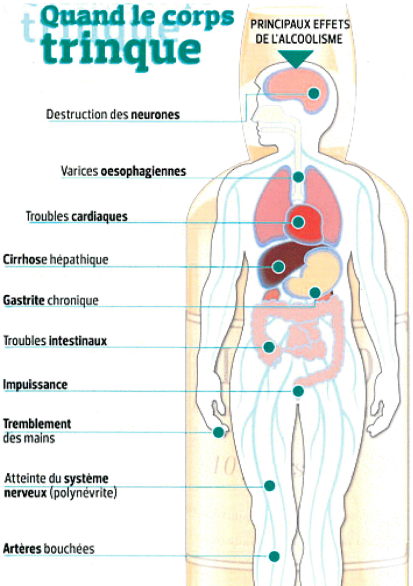 Quand le corps
trinque
PRINCIPAUX EFFETS
DE L'ALCOOLISME
Destruction des neurones
Varices oesophagiennes
Troubles cardiaques
Cirrhose hépathique
Gastrite chronique
Troubles intestinaux
Impuissance
Tremblement
des mains
Atteinte du système
nerveux (polynévrite)
Artères bouchées